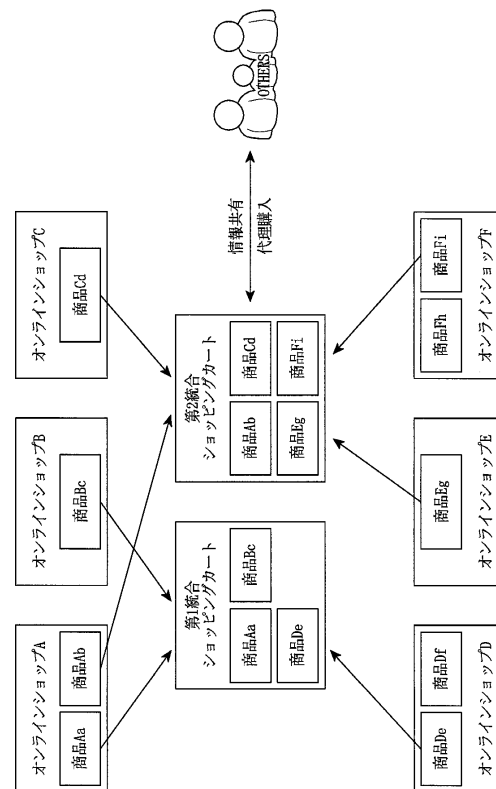 オンラインショップA
商品Aa
商品Ab
オンラインショップB
商品Bc
オンラインショップC
商品Cd
第1統合
ショッピングカート
商品Aa
商品Bc
商品De
第2統合
ショッピングカート
商品Ab
商品Cd
商品Eg
商品Fi
情報共有
代理購入
OTHERS
商品De
商品Df
オンラインショップD
商品Eg
オンラインショップE
商品Fh
商品Fi
オンラインショップF